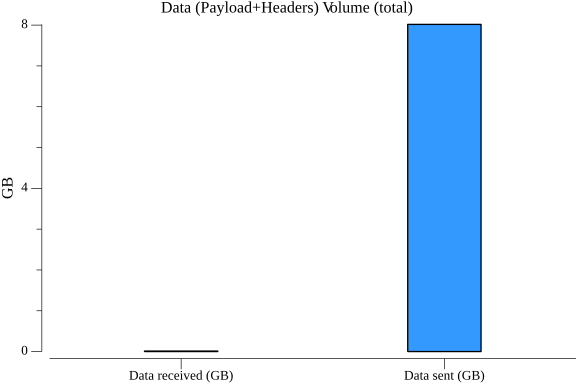 Data (Payload+Headers) Volume (total)
8
4
0
GB
Data received (GB)
Data sent (GB)